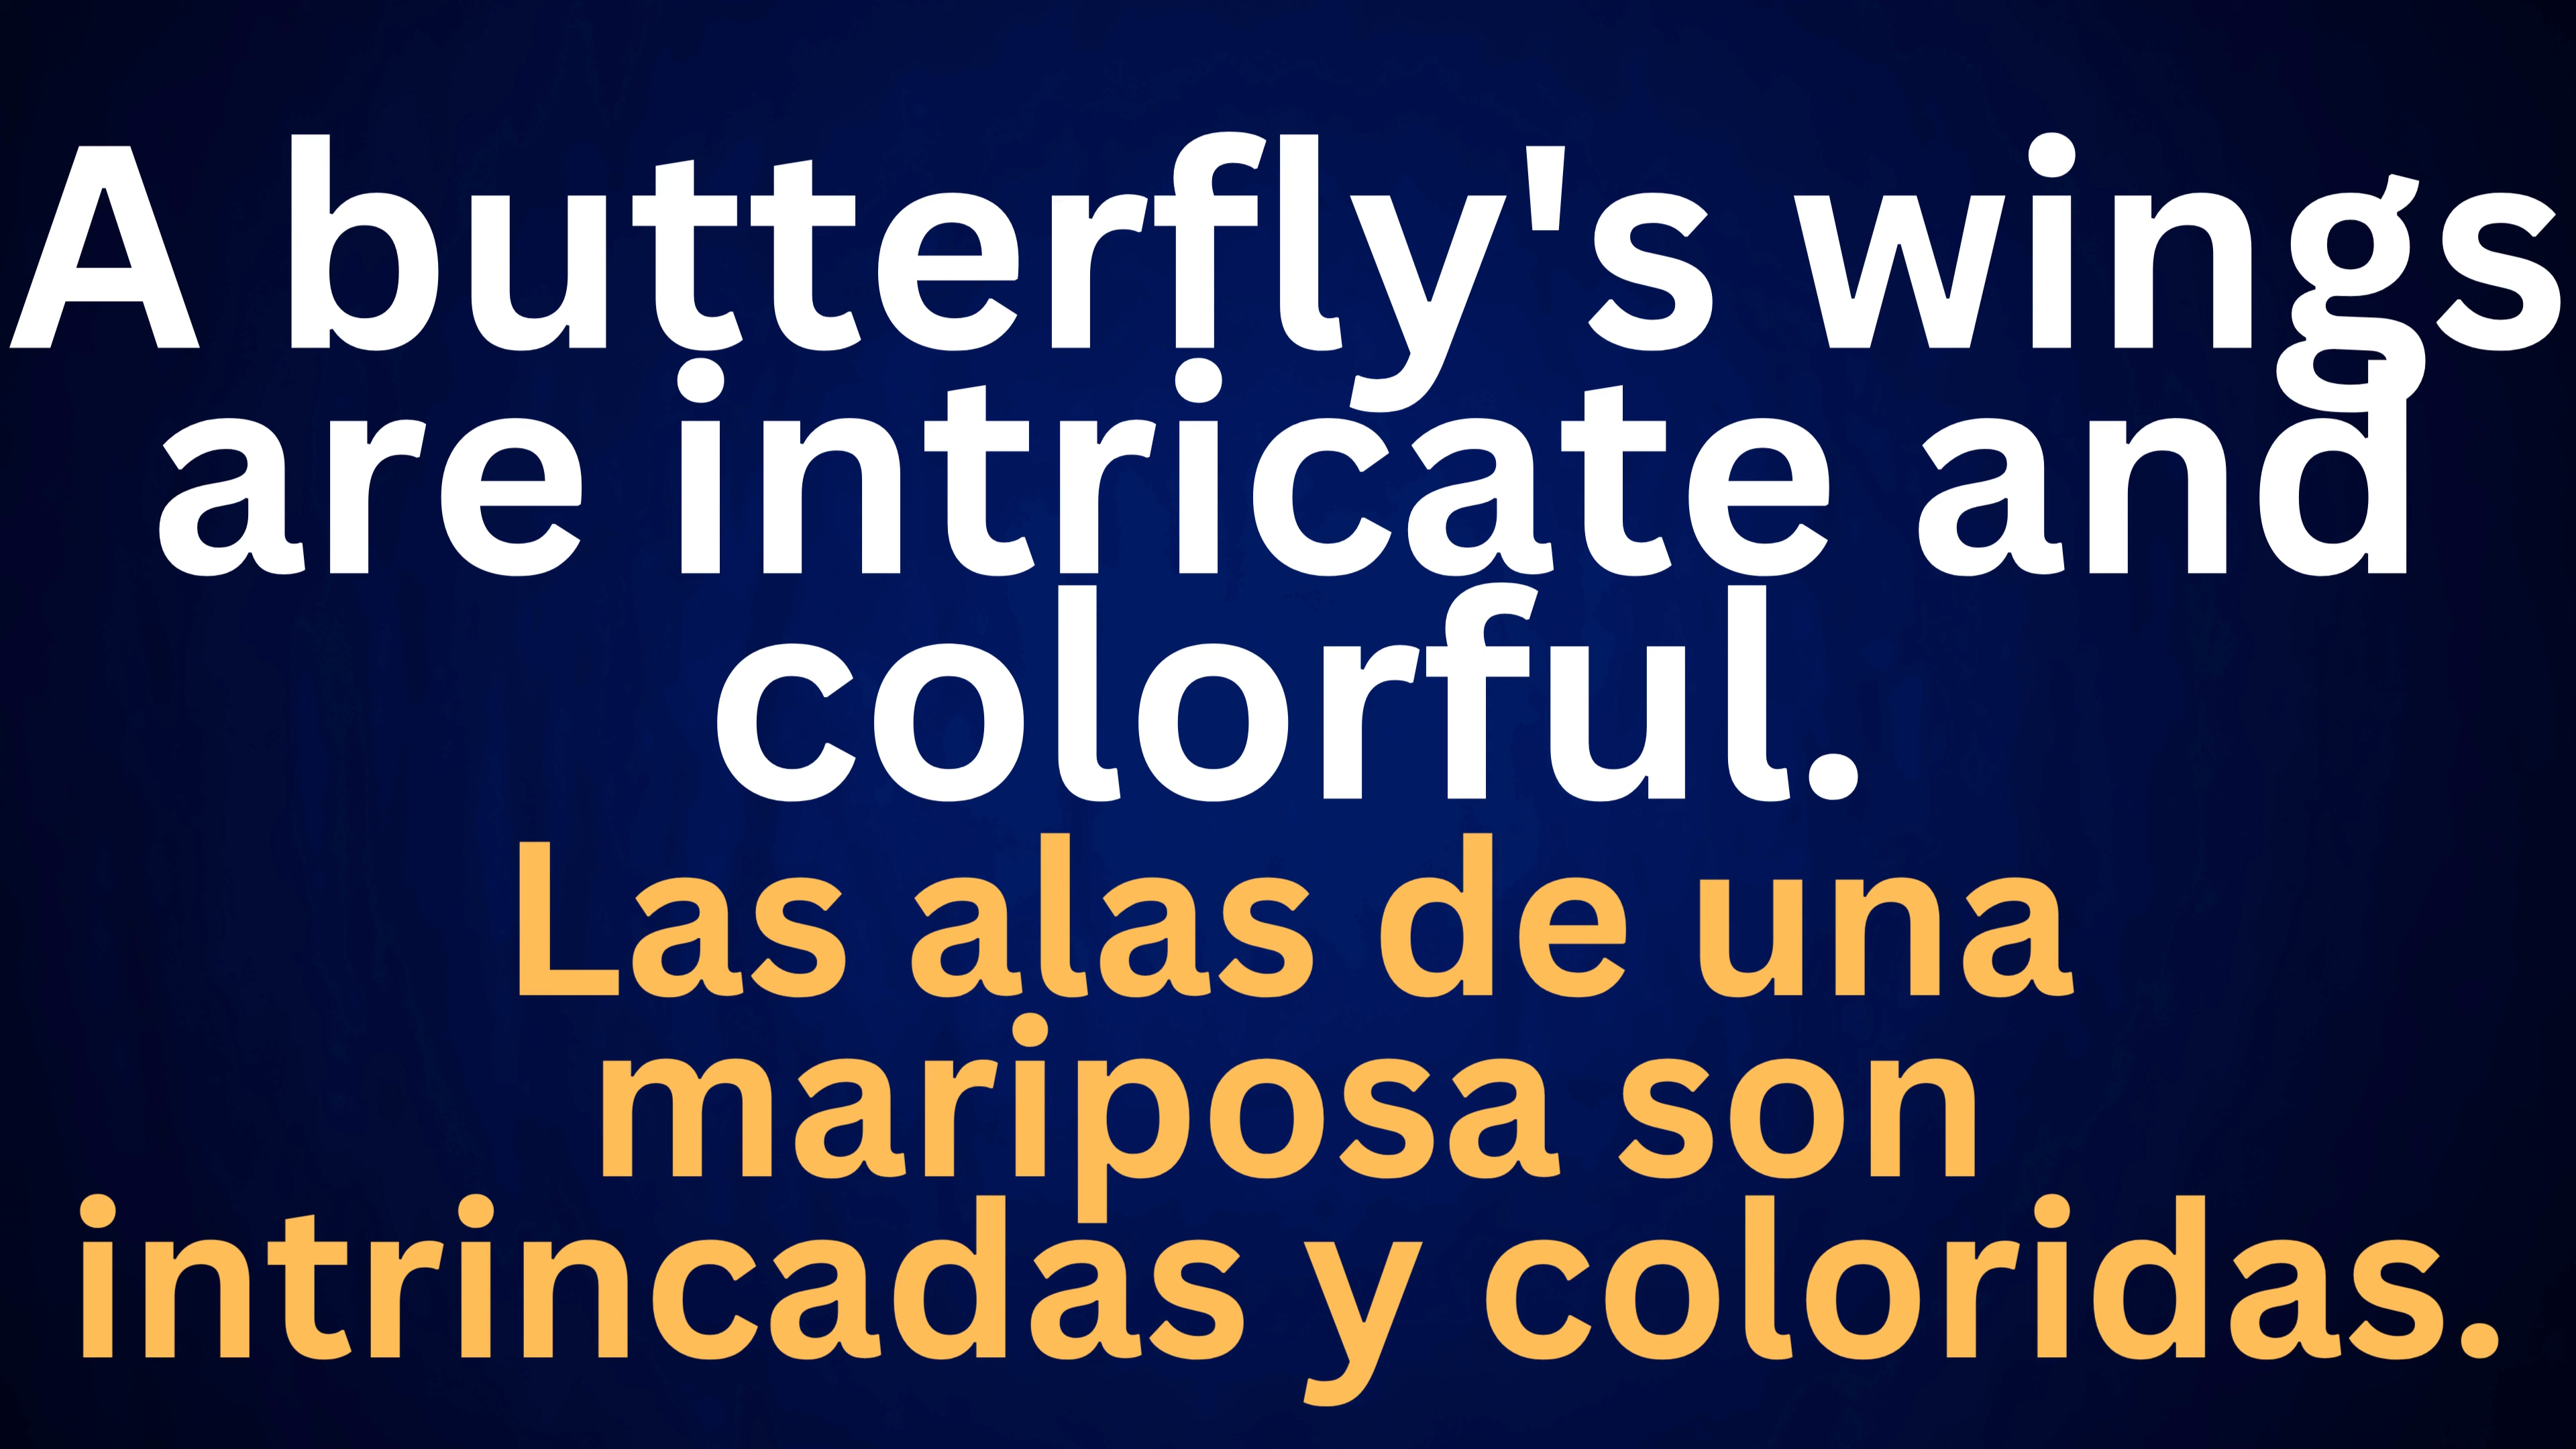 A butterfly's wings
are intricate and
colorful.
Las alas de una
mariposa son
intrincadas y coloridas.